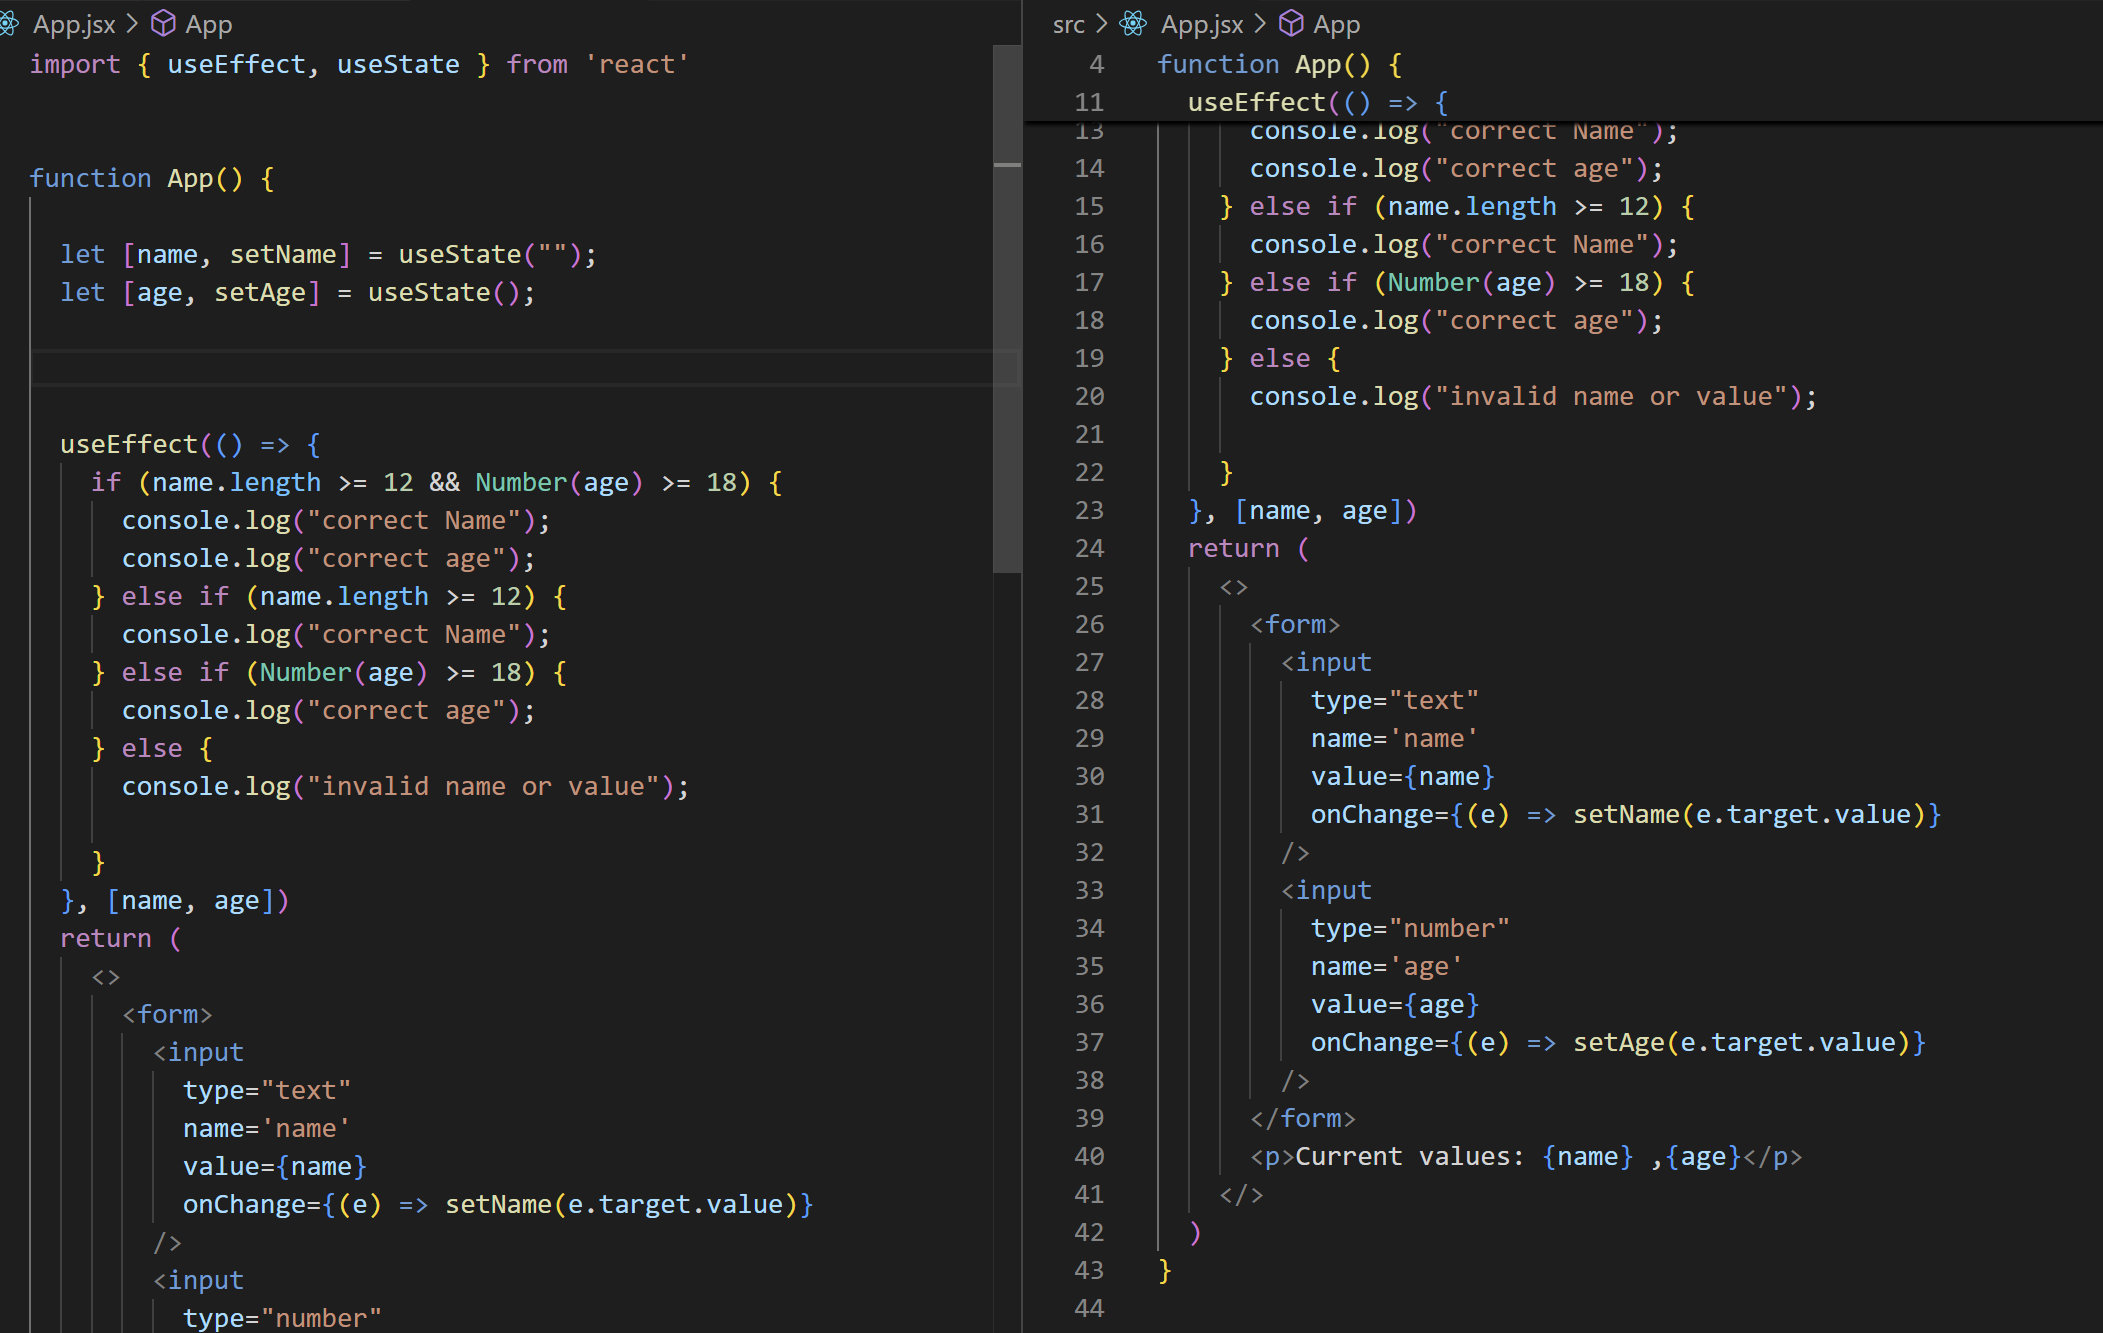 App.jsx > App
import { useEffect, useState } from 'react'
function App() {
let [name, setName] = useState("");
let [age, setAge] = useState();
useEffect(() => {
if (name.length >= 12 && Number(age) >= 18) {
console.log("correct Name");
console.log("correct age");
} else if (name.length >= 12) {
console.log("correct Name");
} else if (Number(age) >= 18) {
console.log("correct age");
} else {
console.log("invalid name or value");
}
}, [name, age])
return (
<>
<form>
<input
type="text"
name='name'
value={name}
onChange={(e) => setName(e.target.value)}
/>
<input
type="number"
src > App.jsx > App
4 function App() {
11 useEffect(() => {
13 console.log("correct Name");
14 console.log("correct age");
15 } else if (name.length >= 12) {
16 console.log("correct Name");
17 } else if (Number(age) >= 18) {
18 console.log("correct age");
19 } else {
20 console.log("invalid name or value");
21
22 }
23 }, [name, age])
24 return (
25 <>
26 <form>
27 <input
28 type="text"
29 name='name'
30 value={name}
31 onChange={(e) => setName(e.target.value)}
32 />
33 <input
34 type="number"
35 name='age'
36 value={age}
37 onChange={(e) => setAge(e.target.value)}
38 />
39 </form>
40 <p>Current values: {name} ,{age}</p>
41 </>
42 )
43 }
44